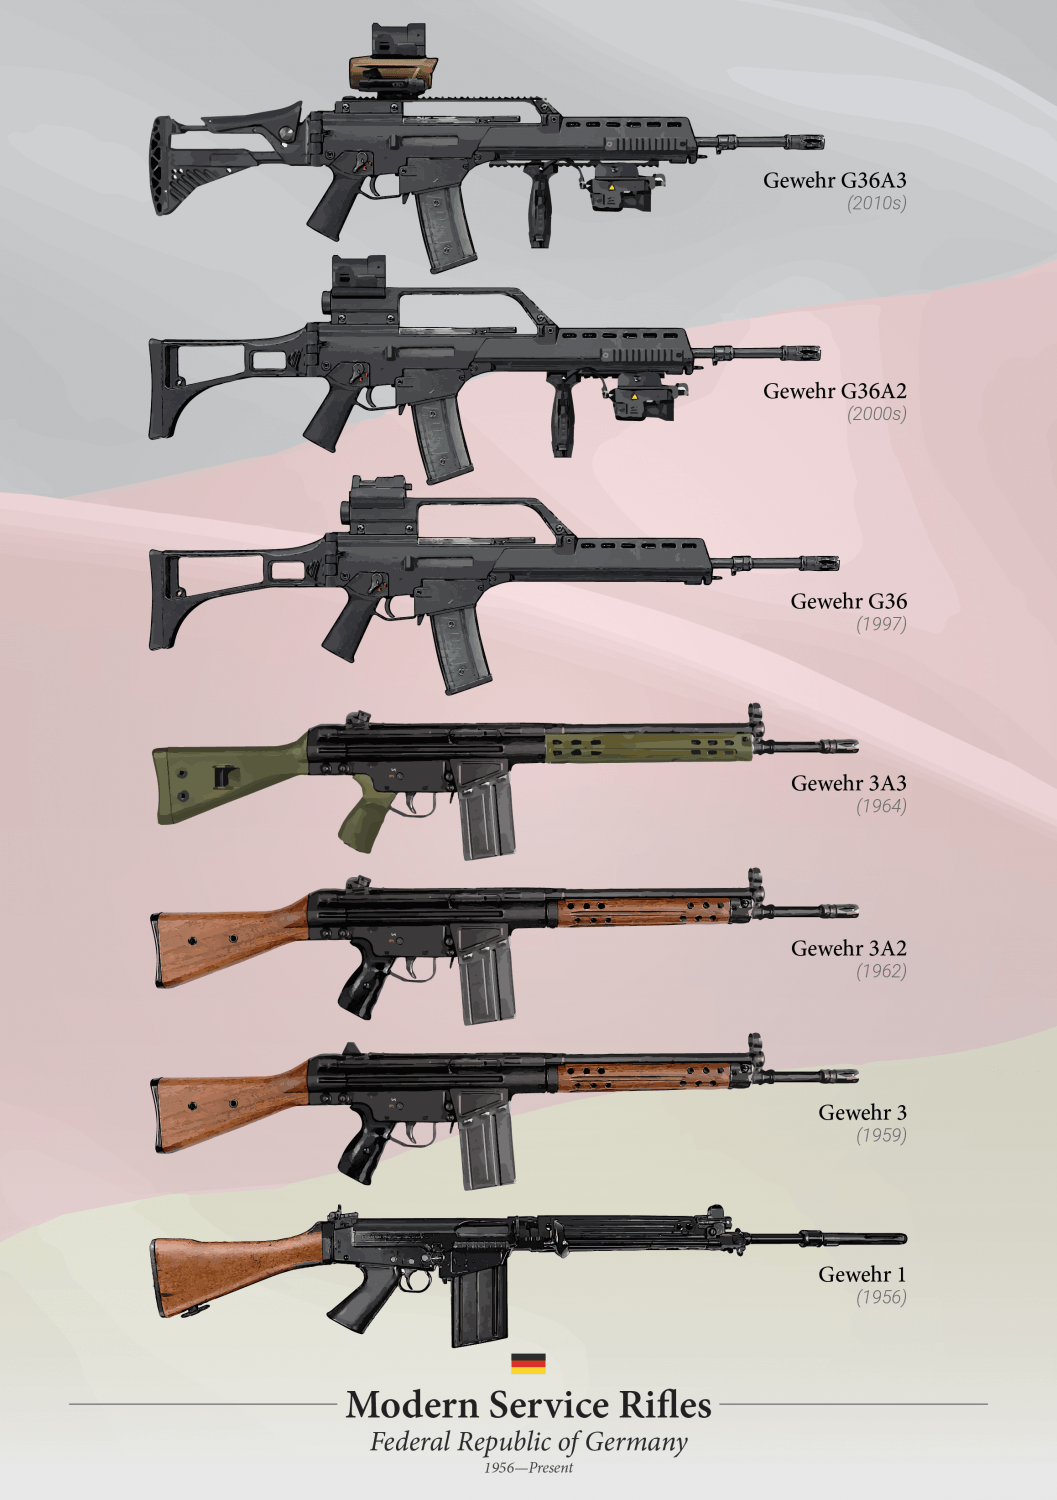 Gewehr G36A3
(2010s)
Gewehr G36A2
(2000s)
Gewehr G36
(1997)
Gewehr 3A3
(1964)
Gewehr 3A2
(1962)
Gewehr 3
(1959)
Gewehr 1
(1956)
Modern Service Rifles
Federal Republic of Germany
1956—Present